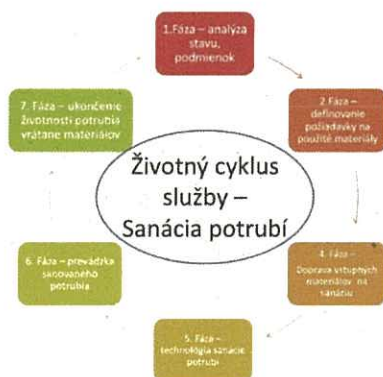 1.Fáza – analýza
stavu,
podmienok
2.Fáza –
definovanie
požiadavky na
použité materiály
4. Fáza –
Doprava vstupných
materiálov na
sanáciu
5. Fáza –
technológia sanácie
potrubí
6. Fáza – prevádzka
sanovaného
potrubia
7. Fáza – ukončenie
životnosti potrubia
vrátane materiálov
Životný cyklus
služby –
Sanácia potrubí